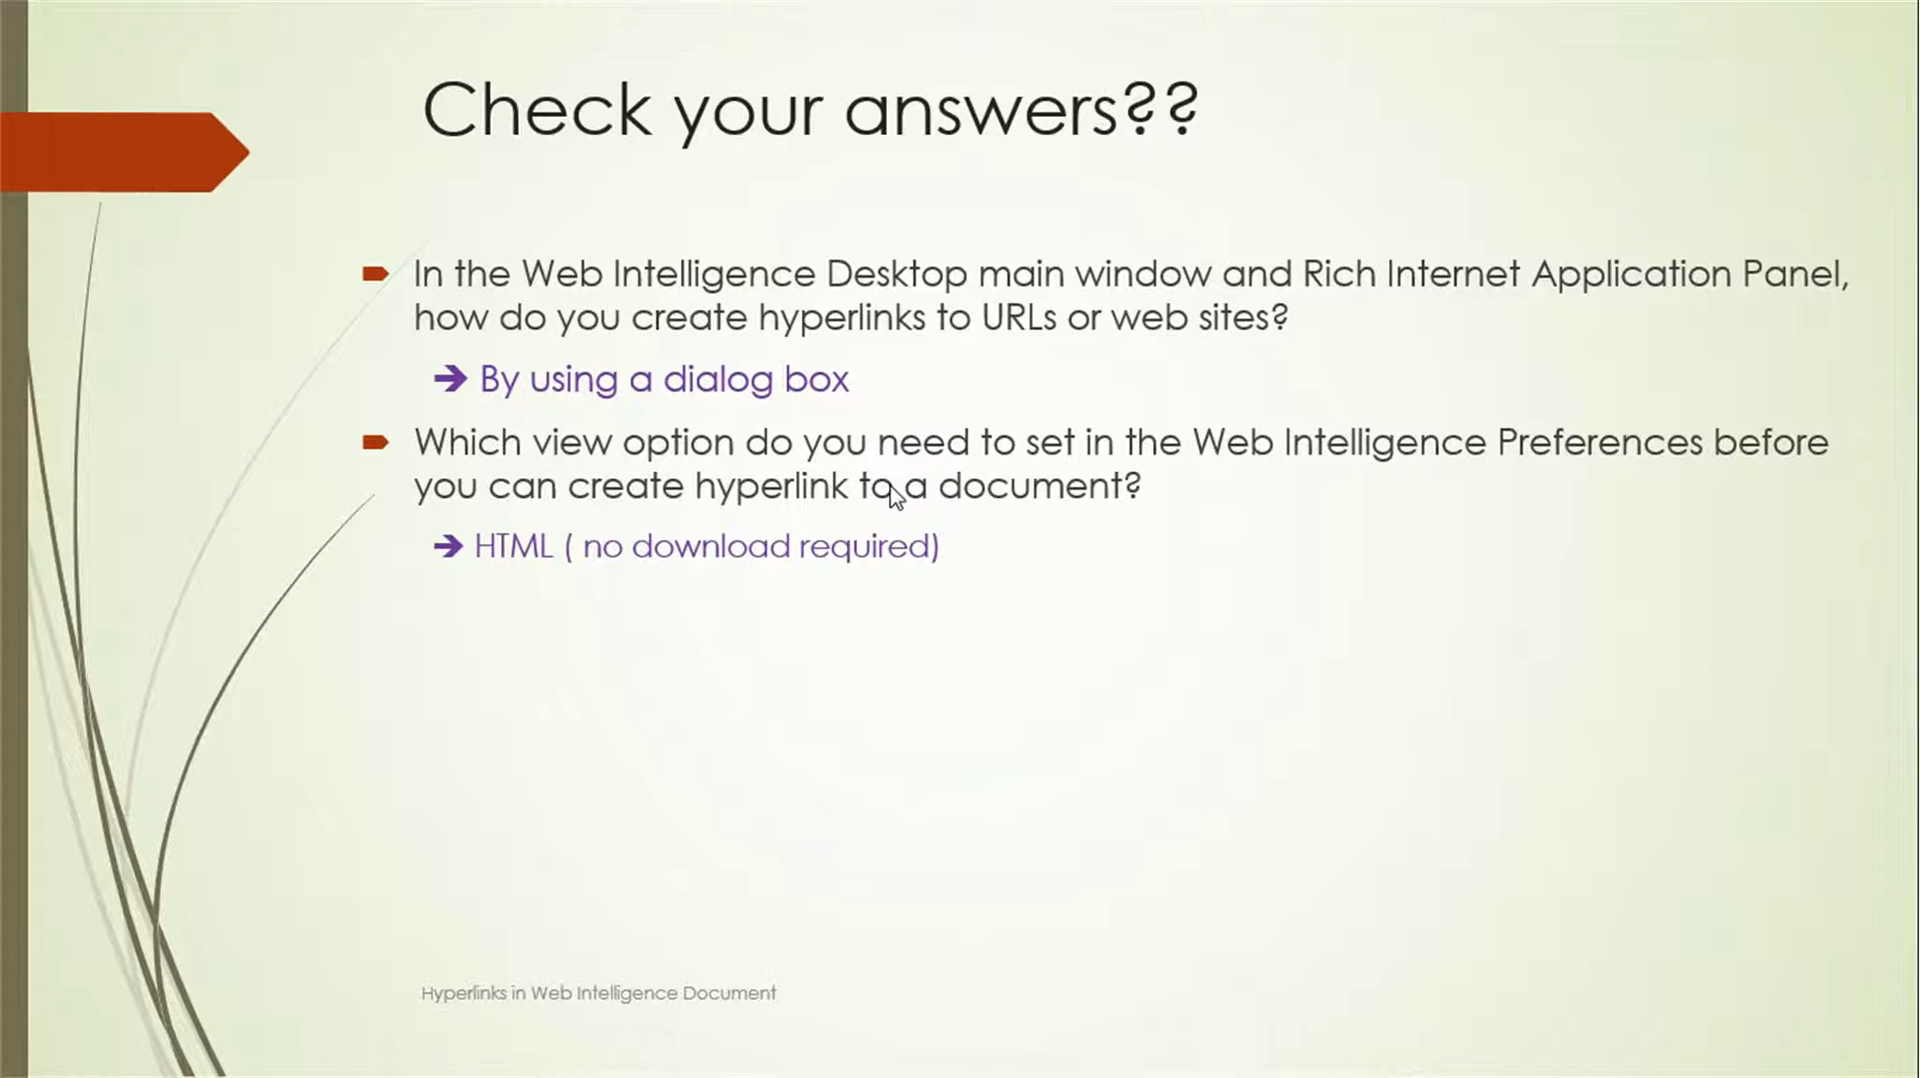 Check your answers??
In the Web Intelligence Desktop main window and Rich Internet Application Panel,
how do you create hyperlinks to URLs or web sites?
➔ By using a dialog box
Which view option do you need to set in the Web Intelligence Preferences before
you can create hyperlink to a document?
➔ HTML ( no download required)
Hyperlinks in Web Intelligence Document